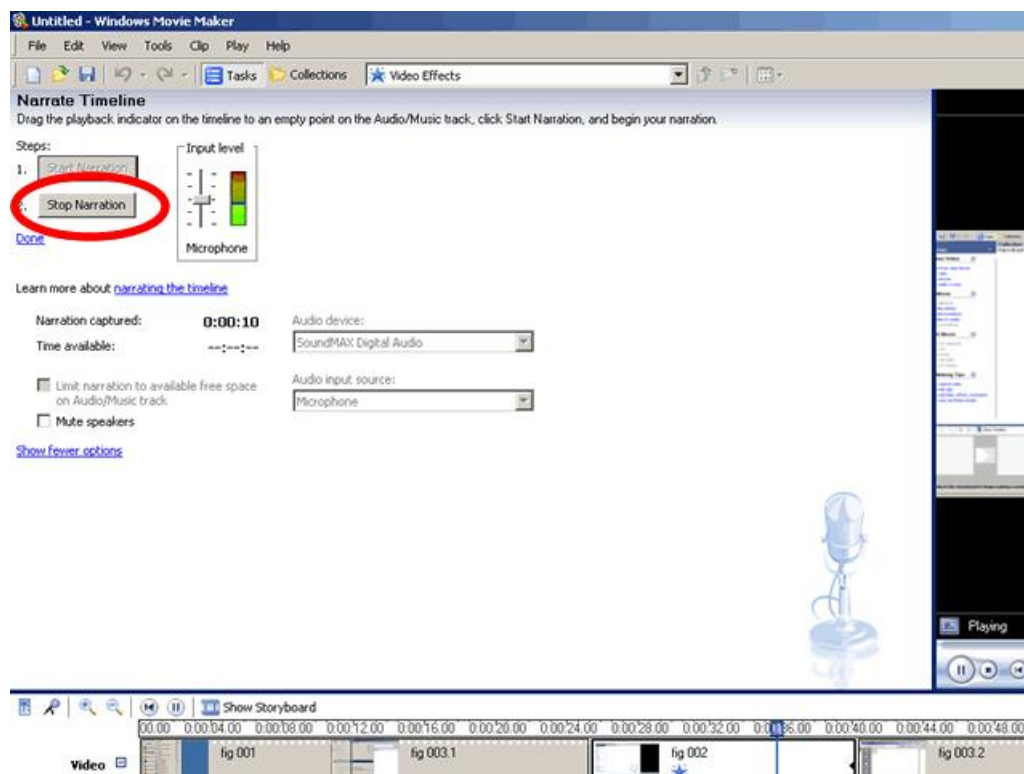 Untitled - Windows Movie Maker
File Edit View Tools Clip Play Help
Tasks Collections Video Effects
Narrate Timeline
Drag the playback indicator on the timeline to an empty point on the Audio/Music track, click Start Narration, and begin your narration.
Steps:
Input level
1. Start Narration
Stop Narration
Done
Microphone
Learn more about narrating the timeline
Narration captured: 0:00:10 Audio device:
Time available: --:--:-- SoundMAX Digital Audio
Limit narration to available free space on Audio/Music track
Audio input source:
Microphone
Mute speakers
Show fewer options
Playing
Show Storyboard
00.00 0:00:04.00 0:00:08.00 0:00:12.00 0:00:16.00 0:00:20.00 0:00:24.00 0:00:28.00 0:00:32.00 6.00 0:00:40.00 0:00:44.00 0:00:48.00
Video fig 001 fig 003.1 fig 002 fig 003.2